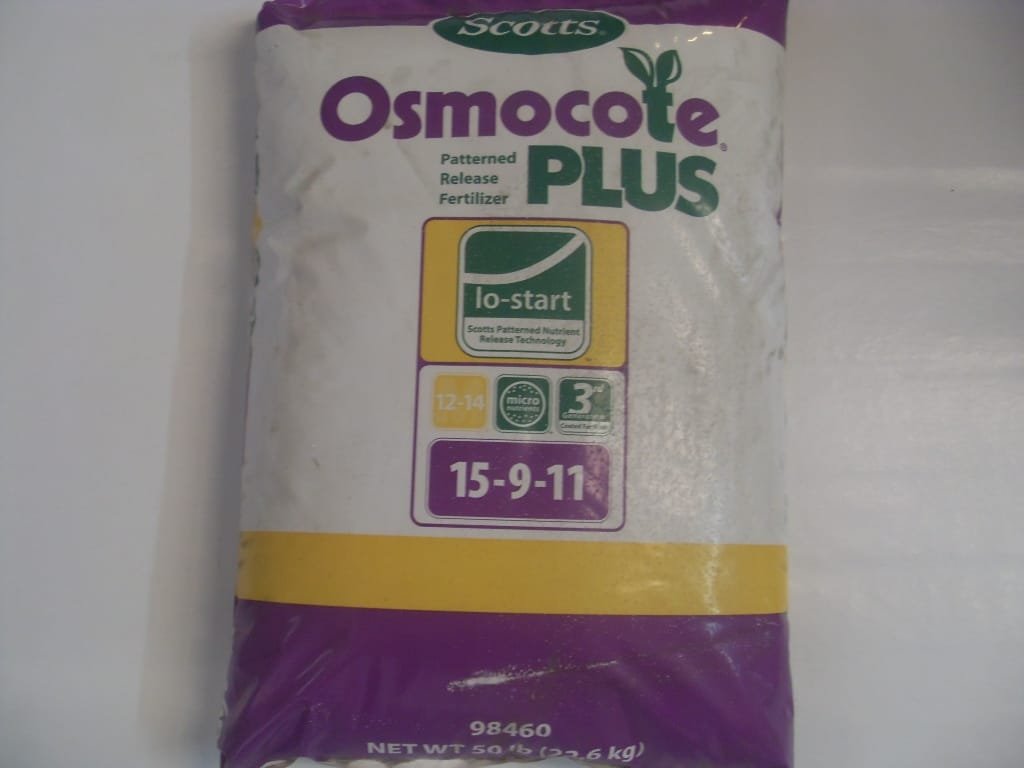 Scotts
Osmocote®
PLUS
Patterned
Release
Fertilizer
lo-start
Scotts Patterned Nutrient
Release Technology
12-14
micro
nutrients
3rd
Generation
15-9-11
98460
NET WT 50 lb (22.6 kg)